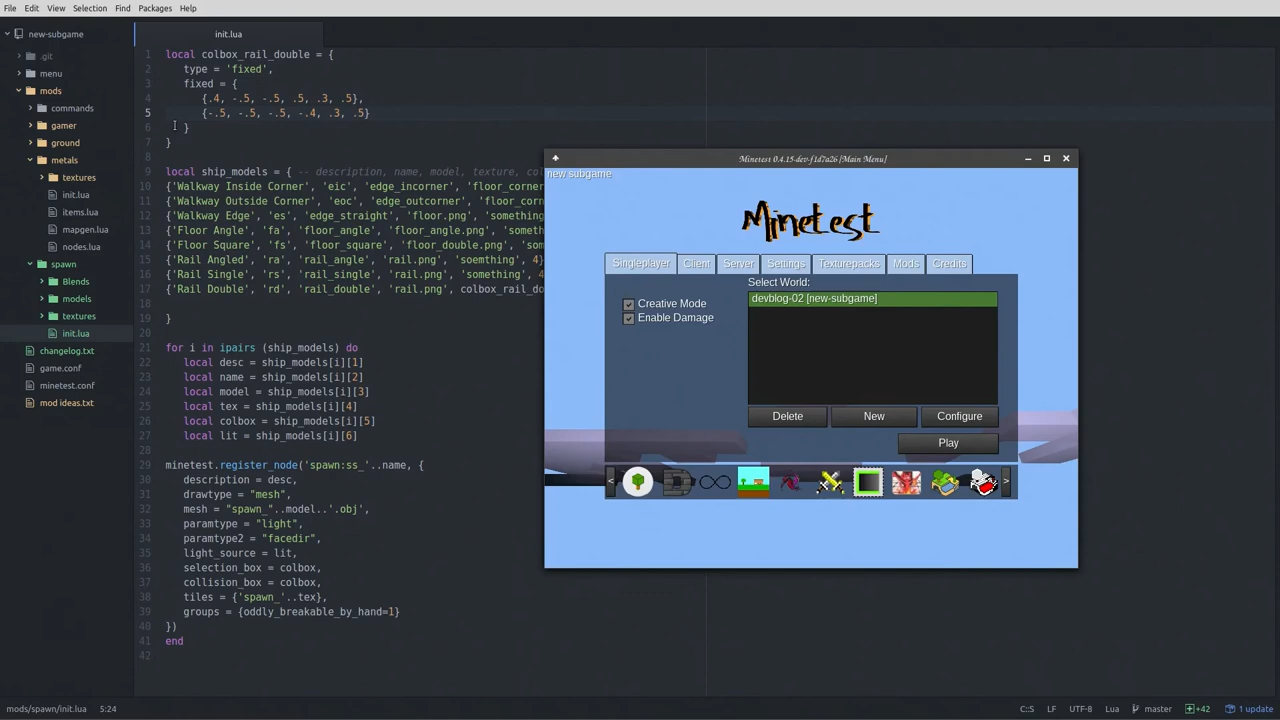 File Edit View Selection Find Packages Help
new-subgame
.git
menu
mods
commands
gamer
ground
metals
textures
init.lua
items.lua
mapgen.lua
nodes.lua
spawn
Blends
models
textures
init.lua
changelog.txt
game.conf
minetest.conf
mod ideas.txt
init.lua
1 local colbox_rail_double = {
2 type = 'fixed',
3 fixed = {
4 {.4, -.5, -.5, .5, .3, .5},
5 {-.5, -.5, -.5, -.4, .3, .5}
6 }
7 }
8
9 local ship_models = { -- description, name, model, texture, col
10 {'Walkway Inside Corner', 'eic', 'edge_incorner', 'floor_corne
11 {'Walkway Outside Corner', 'eoc', 'edge_outcorner', 'floor_cor
12 {'Walkway Edge', 'es', 'edge_straight', 'floor.png', 'somethin
13 {'Floor Angle', 'fa', 'floor_angle', 'floor_angle.png', 'somet
14 {'Floor Square', 'fs', 'floor_square', 'floor_double.png', 'so
15 {'Rail Angled', 'ra', 'rail_angle', 'rail.png', 'soemthing', 4}
16 {'Rail Single', 'rs', 'rail_single', 'rail.png', 'something', 4
17 {'Rail Double', 'rd', 'rail_double', 'rail.png', colbox_rail_do
18
19 }
20
21 for i in ipairs (ship_models) do
22 local desc = ship_models[i][1]
23 local name = ship_models[i][2]
24 local model = ship_models[i][3]
25 local tex = ship_models[i][4]
26 local colbox = ship_models[i][5]
27 local lit = ship_models[i][6]
28
29 minetest.register_node('spawn:ss_'..name, {
30 description = desc,
31 drawtype = "mesh",
32 mesh = "spawn_"..model..'.obj',
33 paramtype = "light",
34 paramtype2 = "facedir",
35 light_source = lit,
36 selection_box = colbox,
37 collision_box = colbox,
38 tiles = {'spawn_'..tex},
39 groups = {oddly_breakable_by_hand=1}
40 })
41 end
42
Minetest 0.4.15-dev-f1d7a26 [Main Menu]
new subgame
Minetest
Singleplayer Client Server Settings Texturepacks Mods Credits
Select World:
Creative Mode
Enable Damage
devblog-02 [new-subgame]
Delete New Configure
Play
< >
mods/spawn/init.lua 5:24 C::S LF UTF-8 Lua master +42 1 update